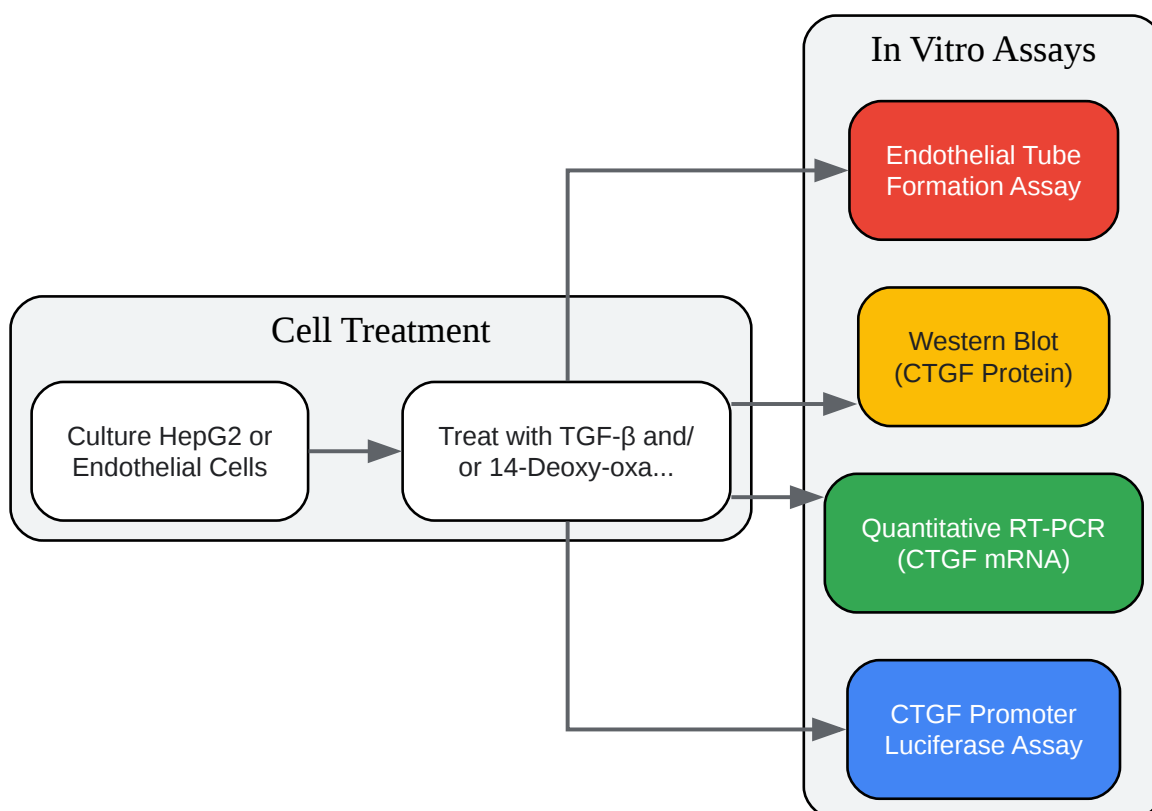 In Vitro Assays
Endothelial Tube
Formation Assay
Cell Treatment
Western Blot
(CTGF Protein)
Culture HepG2 or
Endothelial Cells
Treat with TGF-β and/
or 14-Deoxy-oxa...
Quantitative RT-PCR
(CTGF mRNA)
CTGF Promoter
Luciferase Assay